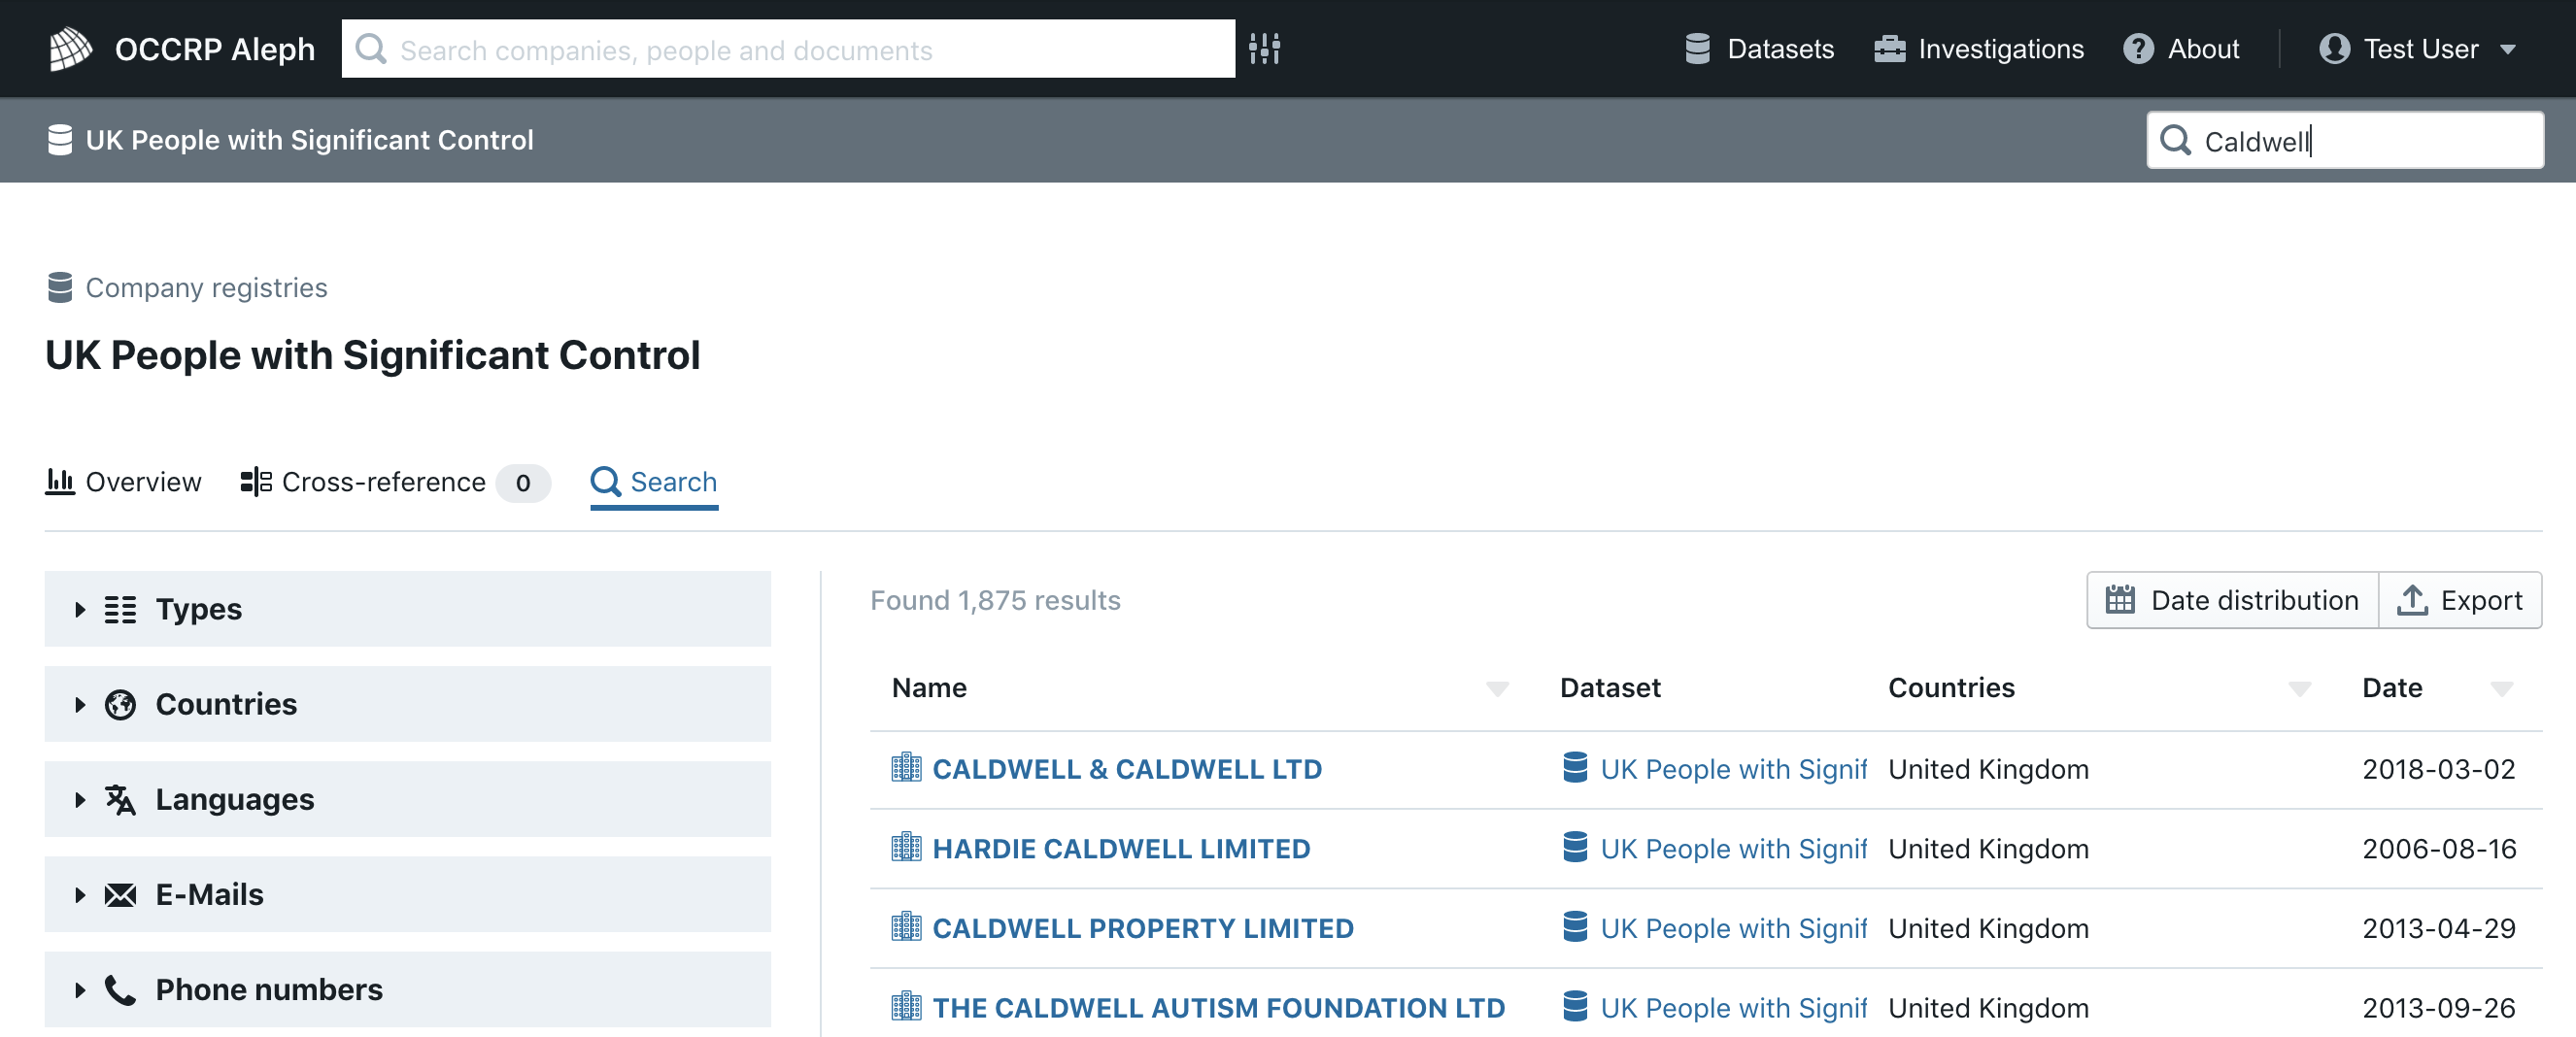 OCCRP Aleph Search companies, people and documents Datasets Investigations About Test User
UK People with Significant Control Caldwell
Company registries
UK People with Significant Control
Overview Cross-reference 0 Search
Types
Countries
Languages
E-Mails
Phone numbers
Found 1,875 results Date distribution Export
Name Dataset Countries Date
CALDWELL & CALDWELL LTD UK People with Signif United Kingdom 2018-03-02
HARDIE CALDWELL LIMITED UK People with Signif United Kingdom 2006-08-16
CALDWELL PROPERTY LIMITED UK People with Signif United Kingdom 2013-04-29
THE CALDWELL AUTISM FOUNDATION LTD UK People with Signif United Kingdom 2013-09-26